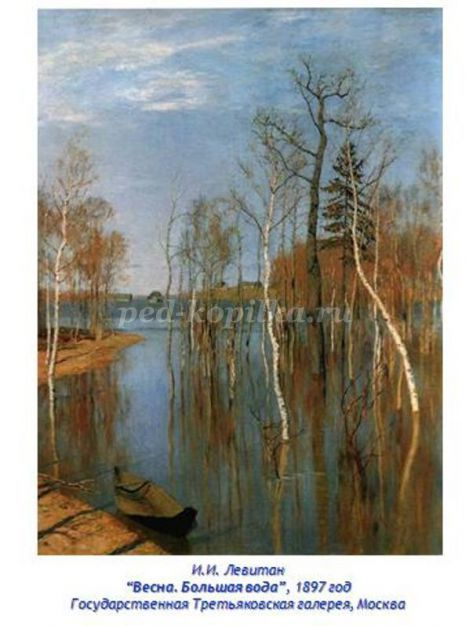 ped-kopilka.ru
И.И. Левитан
“Весна. Большая вода”, 1897 год
Государственная Третьяковская галерея, Москва